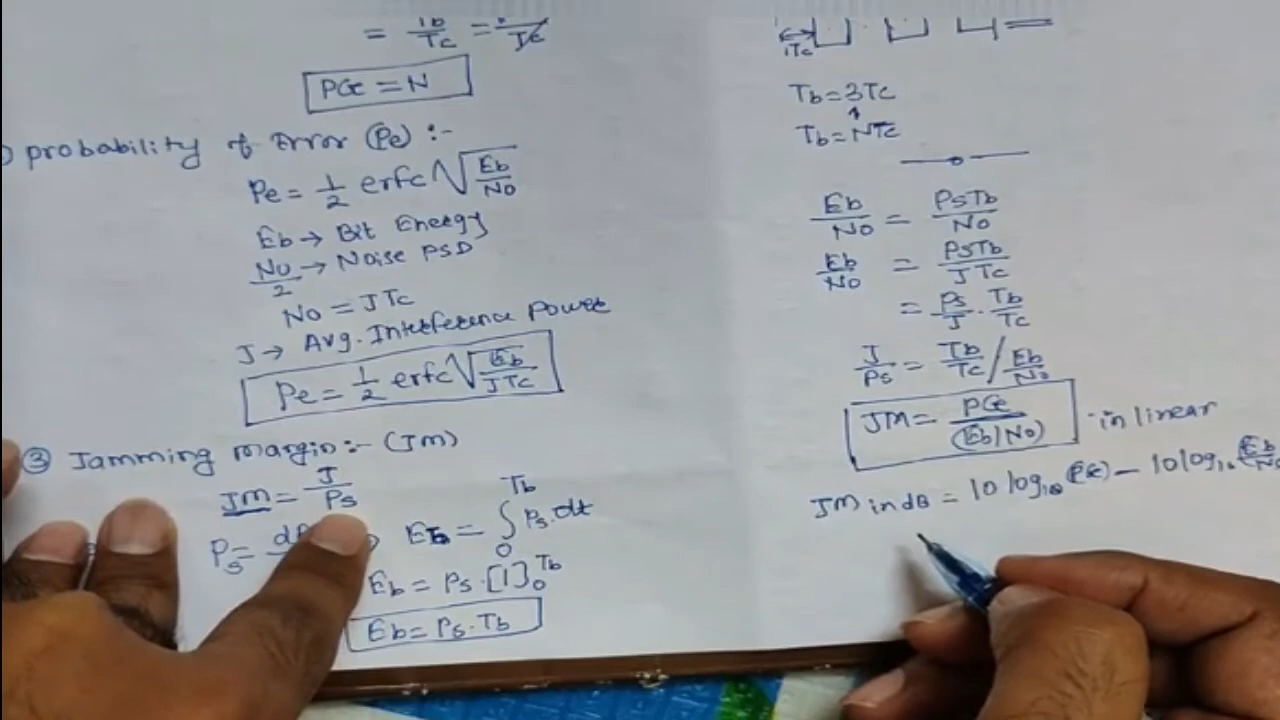 = Tb/Tc = N̸T̸c̸/T̸c̸
PG = N
probability of Error (Pe) :-
Pe = 1/2 erfc √(Eb/No)
Eb → Bit Energy
No/2 → Noise PSD
No = JTc
J → Avg. Interference Power
Pe = 1/2 erfc √(Eb/JTc)
③ Jamming margin :- (JM)
JM = J/Ps
Ps =
Eb = ∫₀^Tb Ps.dt
Eb = Ps.[1]₀^Tb
Eb = Ps.Tb
1Tc
Tb = 3Tc
Tb = NTc
Eb/No = PsTb/No
Eb/No = PsTb/JTc
= Ps/J . Tb/Tc
J/Ps = Tb/Tc / Eb/No
JM = PG/(Eb/No) - in linear
JM in dB = 10 log₁₀ (PG) - 10 log₁₀ (Eb/No